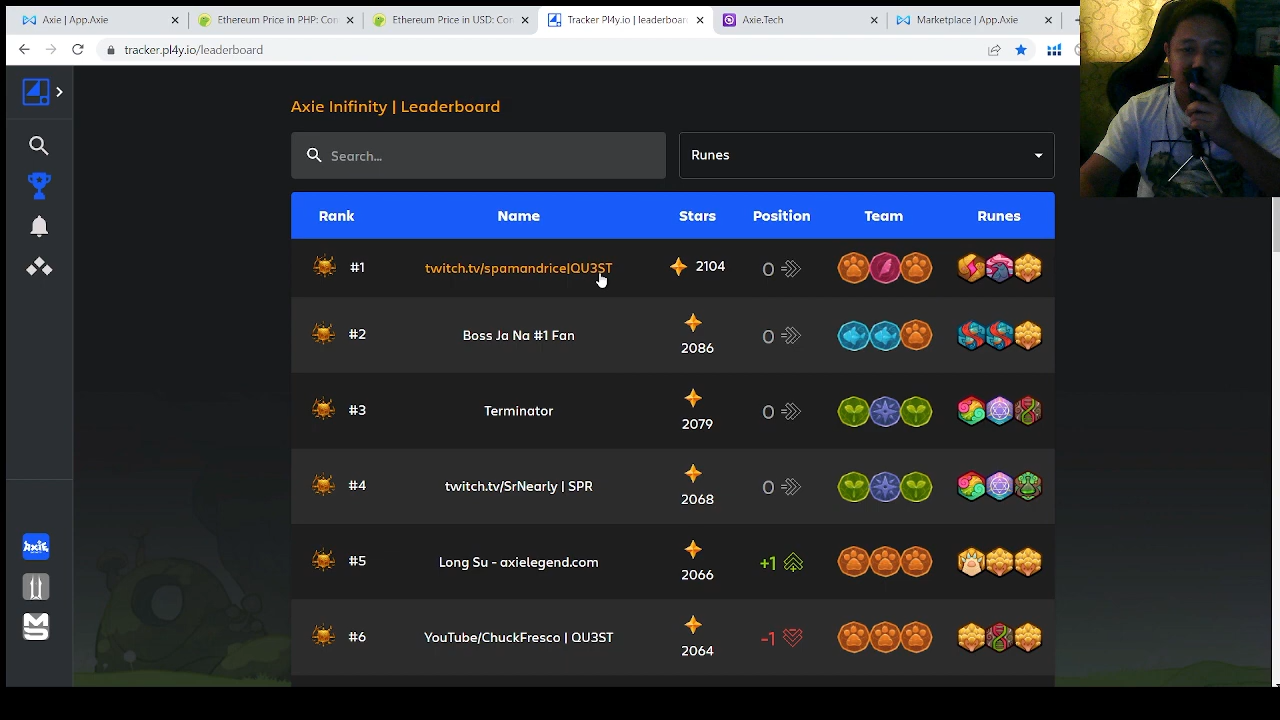 Axie | App.Axie
Ethereum Price in PHP: Con
Ethereum Price in USD: Con
Tracker Pl4y.io | leaderboar
Axie.Tech
Marketplace | App.Axie
tracker.pl4y.io/leaderboard
Axie Inifinity | Leaderboard
Search...
Runes
Rank Name Stars Position Team Runes
#1 twitch.tv/spamandrice|QU3ST 2104 0
#2 Boss Ja Na #1 Fan 2086 0
#3 Terminator 2079 0
#4 twitch.tv/SrNearly | SPR 2068 0
#5 Long Su - axielegend.com 2066 +1
#6 YouTube/ChuckFresco | QU3ST 2064 -1
Axie